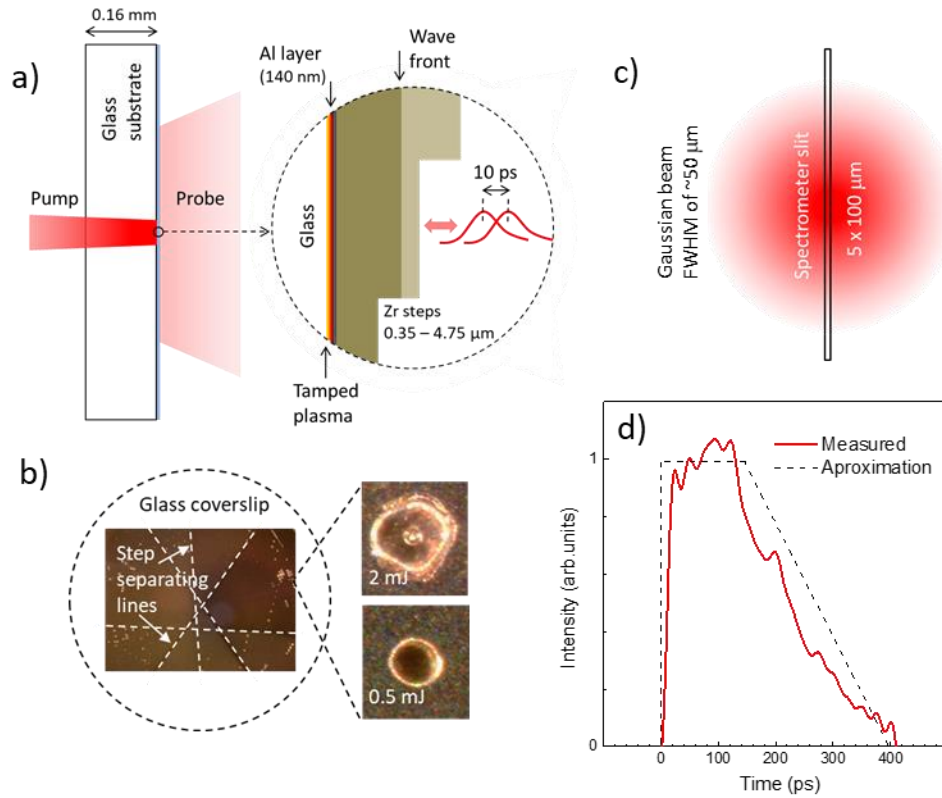 a)
0.16 mm
Glass
substrate
Pump
Probe
Al layer
(140 nm)
Wave
front
Glass
10 ps
Zr steps
0.35 – 4.75 µm
Tamped
plasma
b)
Glass coverslip
Step
separating
lines
2 mJ
0.5 mJ
c)
Gaussian beam
FWHM of ~50 µm
Spectrometer slit
5 x 100 µm
d)
Measured
Aproximation
Intensity (arb.units)
1
0
0 100 200 300 400
Time (ps)